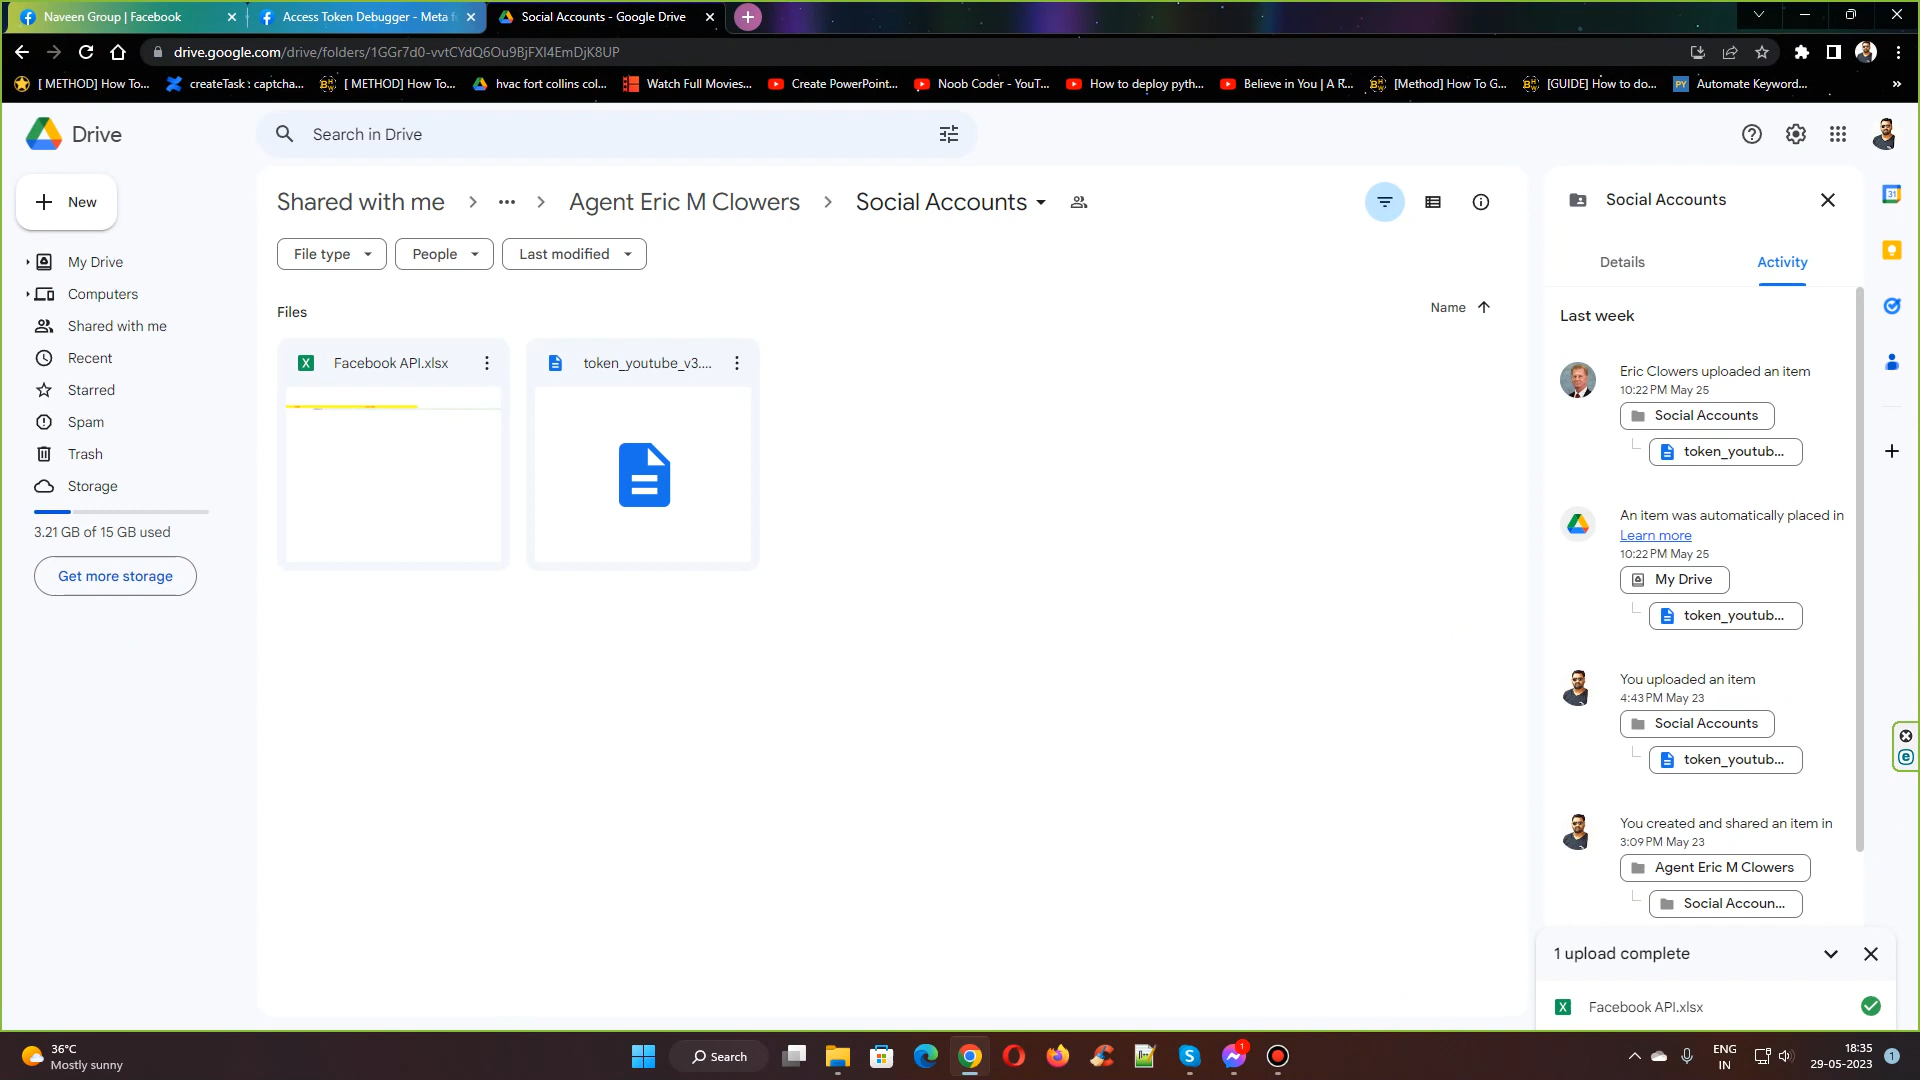 Naveen Group | Facebook
Access Token Debugger - Meta f
Social Accounts - Google Drive
drive.google.com/drive/folders/1GGr7d0-vvtCYdQ6Ou9BjFXl4EmDjK8UP
[ METHOD] How To...
createTask : captcha...
[ METHOD] How To...
hvac fort collins col...
Watch Full Movies...
Create PowerPoint...
Noob Coder - YouT...
How to deploy pyth...
Believe in You | A R...
[Method] How To G...
[GUIDE] How to do...
Automate Keyword...
Drive
Search in Drive
New
My Drive
Computers
Shared with me
Recent
Starred
Spam
Trash
Storage
3.21 GB of 15 GB used
Get more storage
Shared with me > ... > Agent Eric M Clowers > Social Accounts
File type
People
Last modified
Files
Name
Facebook API.xlsx
token_youtube_v3....
Social Accounts
Details
Activity
Last week
Eric Clowers uploaded an item
10:22 PM May 25
Social Accounts
token_youtub...
An item was automatically placed in
Learn more
10:22 PM May 25
My Drive
token_youtub...
You uploaded an item
4:43 PM May 23
Social Accounts
token_youtub...
You created and shared an item in
3:09 PM May 23
Agent Eric M Clowers
Social Accoun...
1 upload complete
Facebook API.xlsx
36°C
Mostly sunny
Search
ENG
IN
18:35
29-05-2023